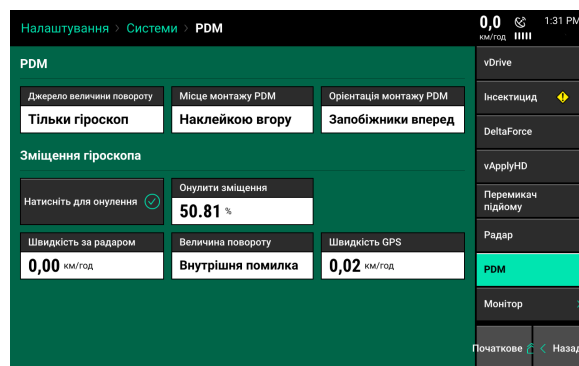 Налаштування > Системи > PDM
0,0
км/год
1:31 PM
PDM
Джерело величини повороту
Тільки гіроскоп
Місце монтажу PDM
Наклейкою вгору
Орієнтація монтажу PDM
Запобіжники вперед
Зміщення гіроскопа
Натисніть для онулення
Онулити зміщення
50.81 %
Швидкість за радаром
0,00 км/год
Величина повороту
Внутрішня помилка
Швидкість GPS
0,02 км/год
vDrive
Інсектицид
DeltaForce
vApplyHD
Перемикач
підйому
Радар
PDM
Монітор
Початкове
< Назад